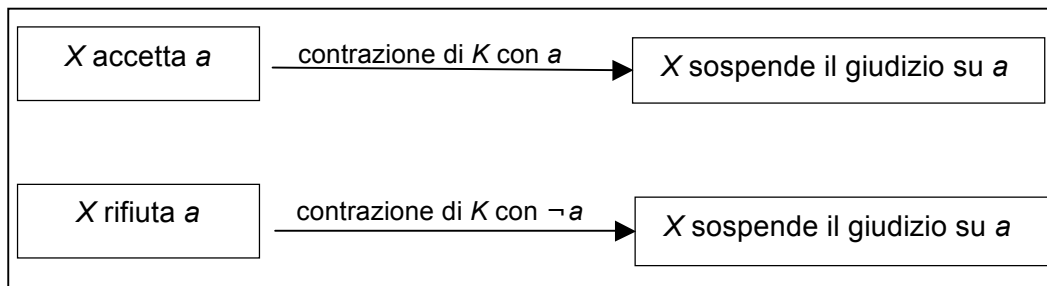 X accetta a
contrazione di K con a
X sospende il giudizio su a
X rifiuta a
contrazione di K con ¬ a
X sospende il giudizio su a